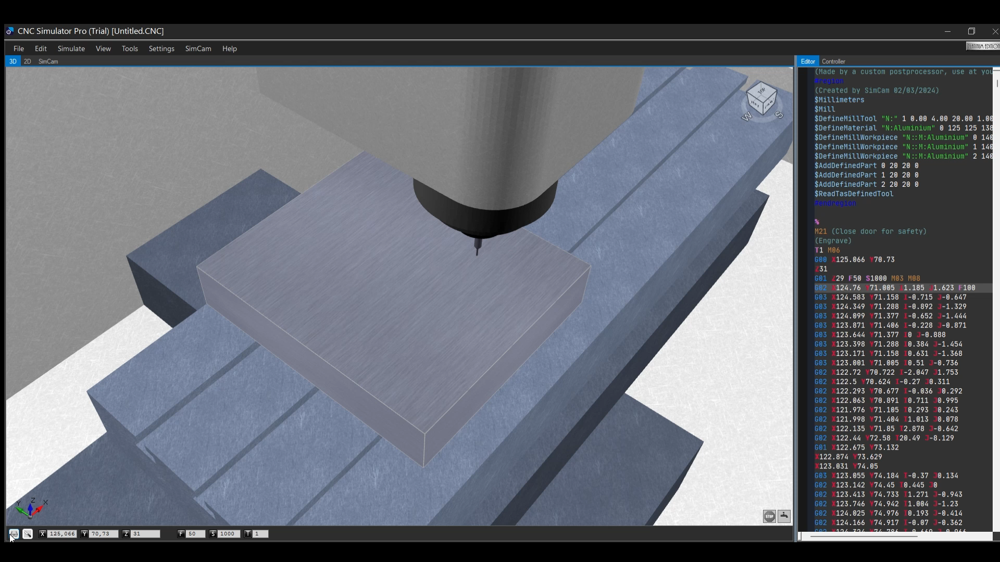 CNC Simulator Pro (Trial) [Untitled.CNC]
File Edit Simulate View Tools Settings SimCam Help
PLATINUM EDITION
3D 2D SimCam
Editor Controller
TOP
W S
(Made by a custom postprocessor, use at you
#region
(Created by SimCam 02/03/2024)
$Millimeters
$Mill
$DefineMillTool "N:" 1 0.00 4.00 20.00 1.00
$DefineMaterial "N:Aluminium" 0 125 125 138
$DefineMillWorkpiece "N::M:Aluminium" 0 140
$DefineMillWorkpiece "N::M:Aluminium" 1 140
$DefineMillWorkpiece "N::M:Aluminium" 2 140
$AddDefinedPart 0 20 20 0
$AddDefinedPart 1 20 20 0
$AddDefinedPart 2 20 20 0
$ReadTasDefinedTool
#endregion
%
M21 (Close door for safety)
(Engrave)
T1 M06
G00 X125.066 Y70.73
Z31
G01 Z29 F50 S1000 M03 M08
G02 X124.76 Y71.005 I1.185 J1.623 F100
G03 X124.583 Y71.158 I-0.715 J-0.647
G03 X124.349 Y71.288 I-0.892 J-1.329
G03 X124.099 Y71.377 I-0.652 J-1.444
G03 X123.871 Y71.406 I-0.228 J-0.871
G03 X123.644 Y71.377 I0 J-0.888
G03 X123.398 Y71.288 I0.384 J-1.454
G03 X123.171 Y71.158 I0.631 J-1.368
G03 X123.001 Y71.005 I0.51 J-0.736
G02 X122.72 Y70.722 I-2.047 J1.753
G02 X122.5 Y70.624 I-0.27 J0.311
G02 X122.293 Y70.677 I-0.036 J0.292
G02 X122.063 Y70.891 I0.711 J0.995
G02 X121.976 Y71.105 I0.293 J0.243
G02 X121.998 Y71.404 I1.013 J0.078
G02 X122.135 Y71.85 I2.878 J-0.642
G02 X122.44 Y72.58 I20.49 J-8.129
G01 X122.675 Y73.132
X122.874 Y73.629
X123.031 Y74.05
G03 X123.055 Y74.184 I-0.37 J0.134
G02 X123.142 Y74.45 I0.445 J0
G02 X123.413 Y74.733 I1.271 J-0.943
G02 X123.746 Y74.942 I1.004 J-1.23
G02 X124.025 Y74.976 I0.193 J-0.414
G02 X124.166 Y74.917 I-0.07 J-0.362
Y Z X
STOP
X 125,066 Y 70,73 Z 31 F 50 S 1000 T 1